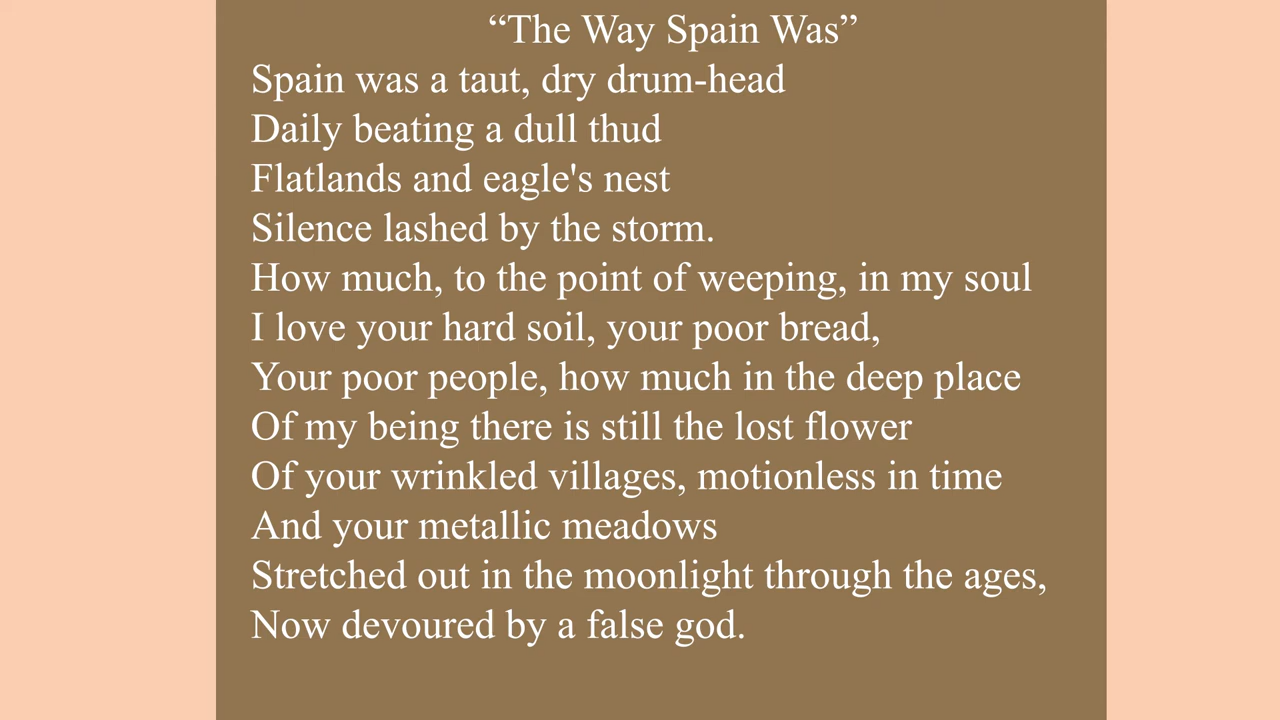 “The Way Spain Was”
Spain was a taut, dry drum-head
Daily beating a dull thud
Flatlands and eagle's nest
Silence lashed by the storm.
How much, to the point of weeping, in my soul
I love your hard soil, your poor bread,
Your poor people, how much in the deep place
Of my being there is still the lost flower
Of your wrinkled villages, motionless in time
And your metallic meadows
Stretched out in the moonlight through the ages,
Now devoured by a false god.